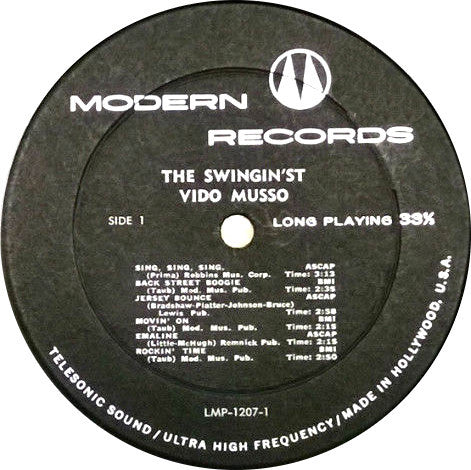 MODERN
RECORDS
THE SWINGIN'ST
VIDO MUSSO
SIDE 1
LONG PLAYING 33⅓
SING, SING, SING, ASCAP
(Prima) Robbins Mus. Corp. Time: 3:13
BACK STREET BOOGIE BMI
(Taub) Mod. Mus. Pub. Time: 2:35
JERSEY BOUNCE ASCAP
(Bradshaw-Platter-Johnson-Bruce)
Lewis Pub. Time: 2:58
MOVIN' ON BMI
(Taub) Mod. Mus. Pub. Time: 2:15
EMALINE ASCAP
(Little-McHugh) Remnick Pub. Time: 2:15
ROCKIN' TIME BMI
(Taub) Mod. Mus. Pub. Time: 2:50
LMP-1207-1
TELESONIC SOUND/ULTRA HIGH FREQUENCY/MADE IN HOLLYWOOD, U.S.A.